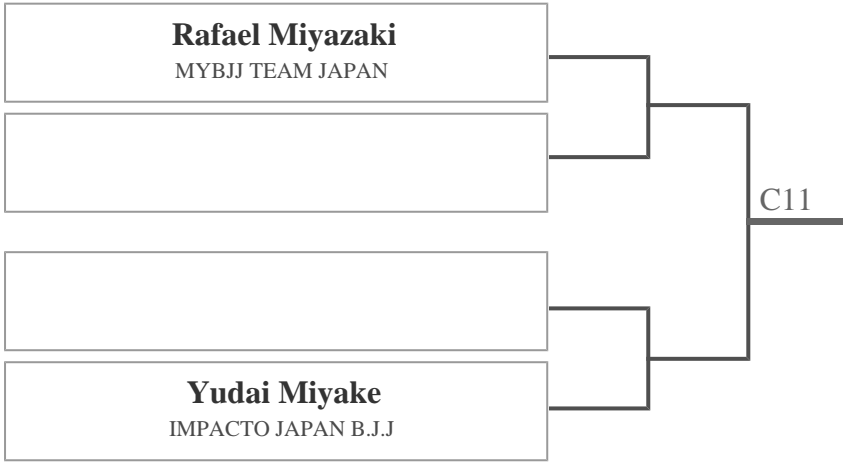 Rafael Miyazaki
MYBJJ TEAM JAPAN
C11
Yudai Miyake
IMPACTO JAPAN B.J.J